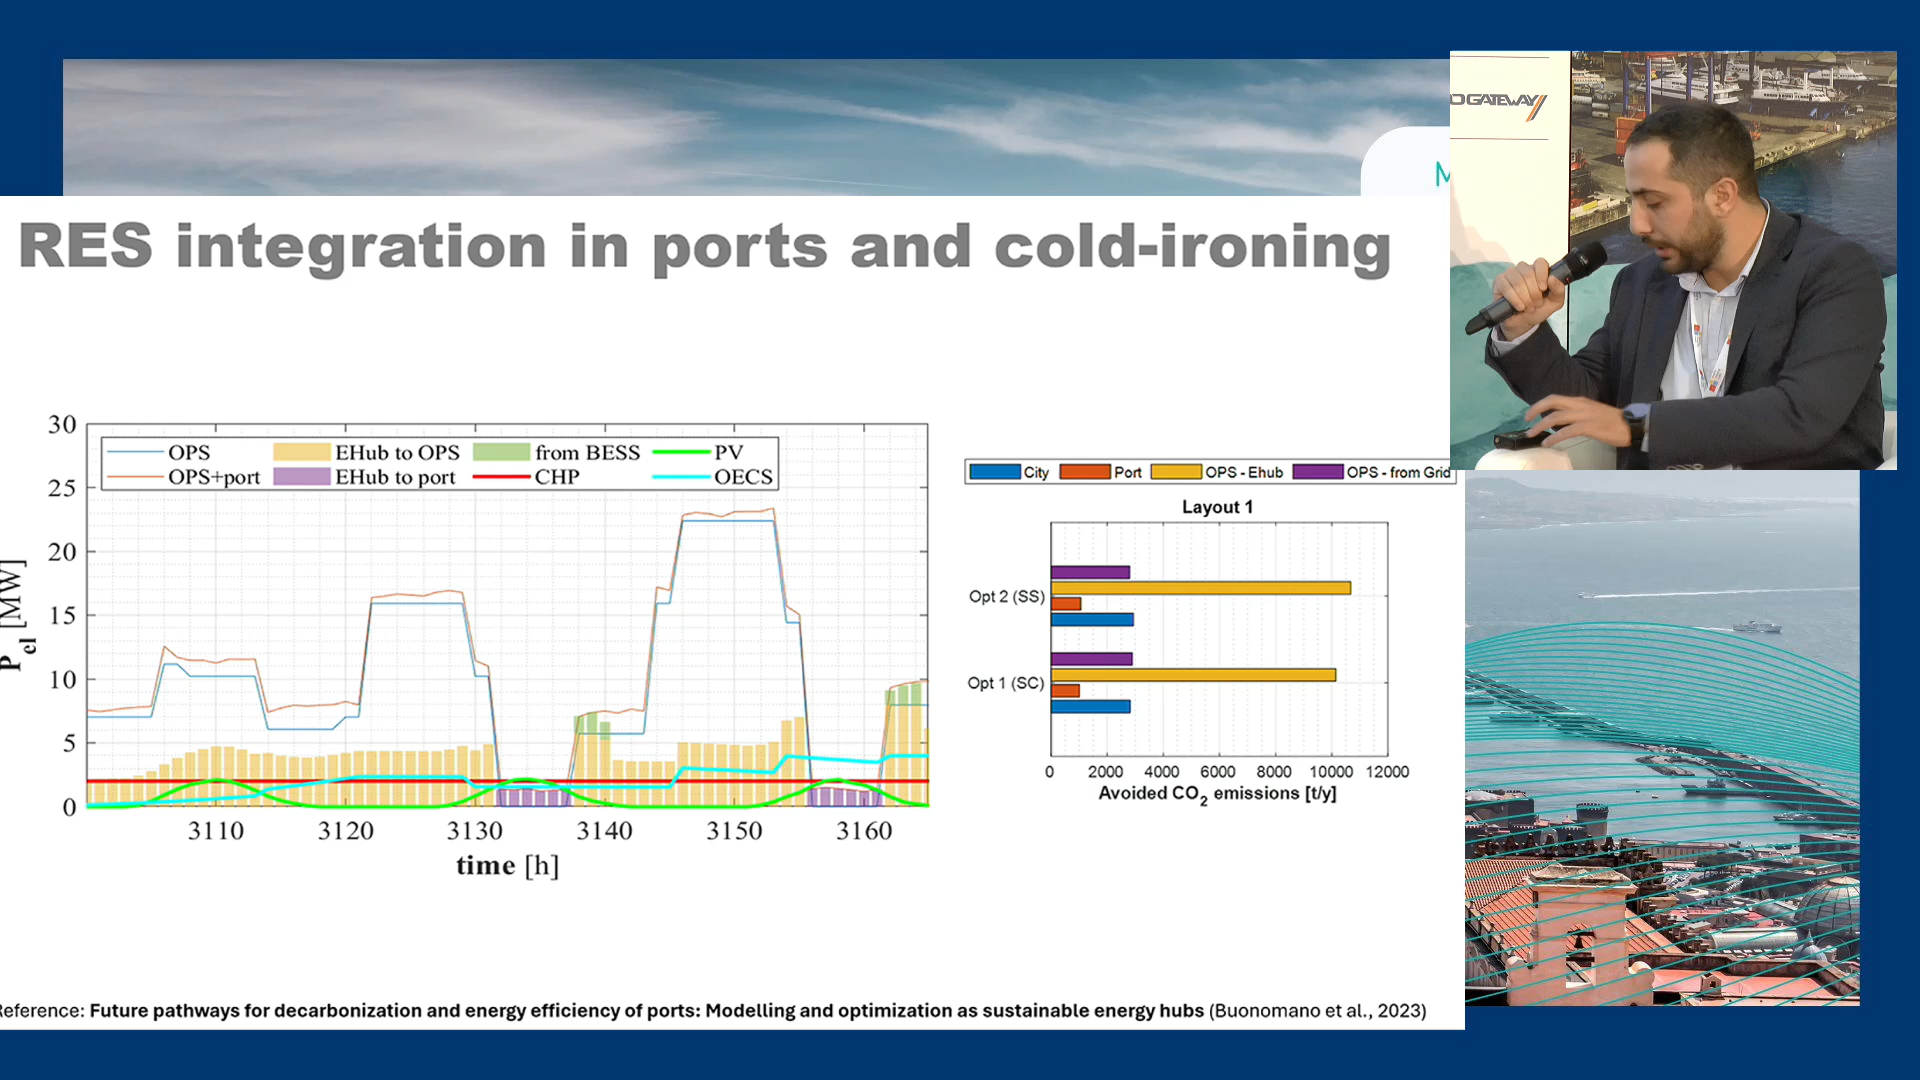 M
D GATEWAY
RES integration in ports and cold-ironing
30
25
20
15
10
5
0
Pel [MW]
OPS
EHub to OPS
from BESS
PV
OPS+port
EHub to port
CHP
OECS
3110
3120
3130
3140
3150
3160
time [h]
City
Port
OPS - Ehub
OPS - from Grid
Layout 1
Opt 2 (SS)
Opt 1 (SC)
0
2000
4000
6000
8000
10000
12000
Avoided CO2 emissions [t/y]
Reference: Future pathways for decarbonization and energy efficiency of ports: Modelling and optimization as sustainable energy hubs (Buonomano et al., 2023)